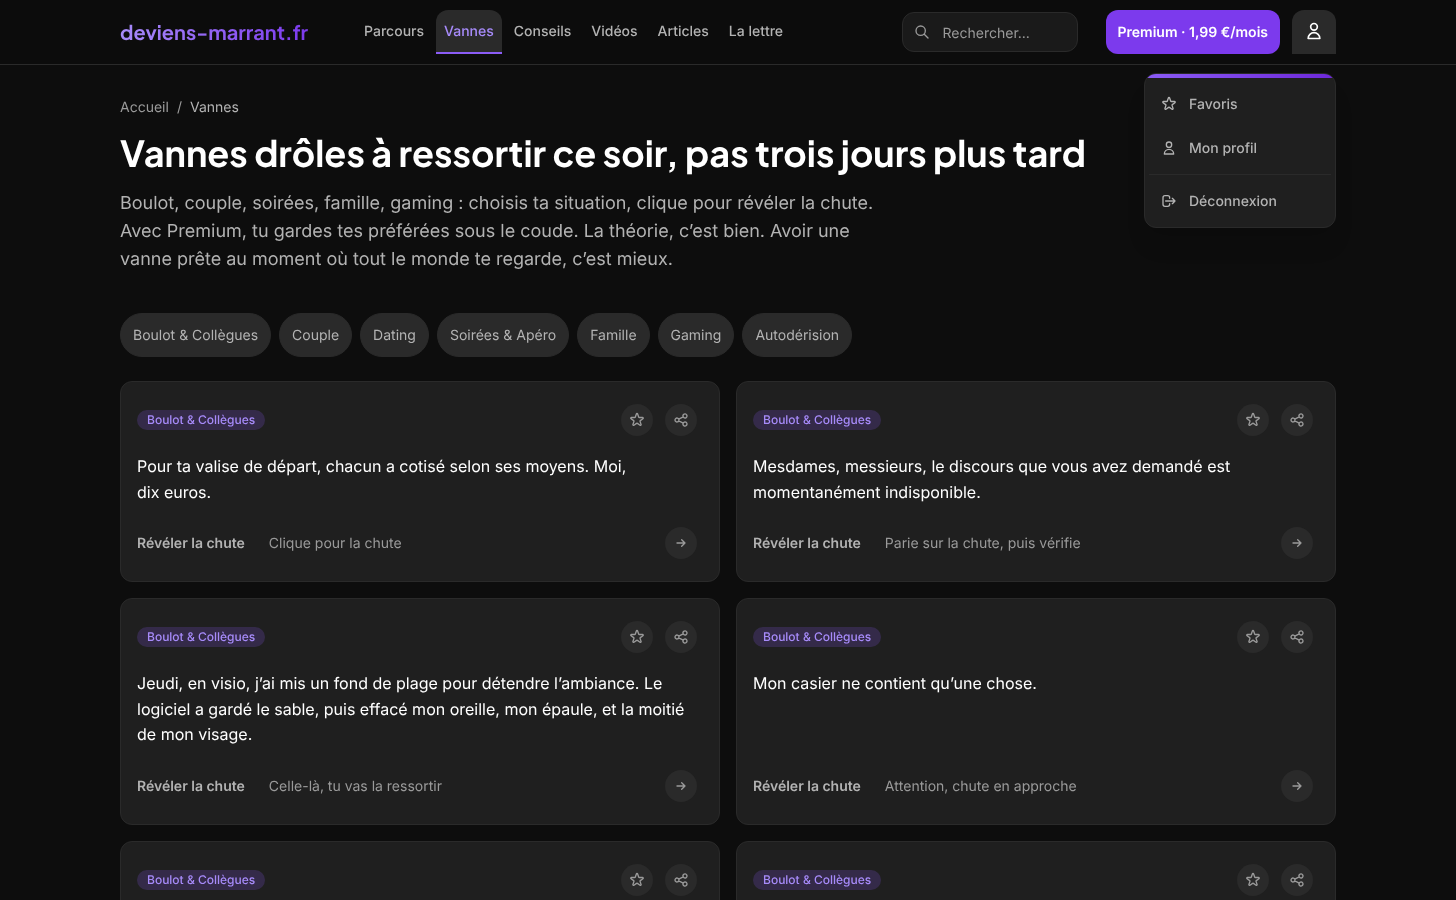 deviens-marrant.fr
Parcours
Vannes
Conseils
Vidéos
Articles
La lettre
Rechercher...
Premium · 1,99 €/mois
Favoris
Mon profil
Déconnexion
Accueil / Vannes
Vannes drôles à ressortir ce soir, pas trois jours plus tard
Boulot, couple, soirées, famille, gaming : choisis ta situation, clique pour révéler la chute.
Avec Premium, tu gardes tes préférées sous le coude. La théorie, c’est bien. Avoir une
vanne prête au moment où tout le monde te regarde, c’est mieux.
Boulot & Collègues
Couple
Dating
Soirées & Apéro
Famille
Gaming
Autodérision
Boulot & Collègues
Pour ta valise de départ, chacun a cotisé selon ses moyens. Moi,
dix euros.
Révéler la chute
Clique pour la chute
Boulot & Collègues
Mesdames, messieurs, le discours que vous avez demandé est
momentanément indisponible.
Révéler la chute
Parie sur la chute, puis vérifie
Boulot & Collègues
Jeudi, en visio, j’ai mis un fond de plage pour détendre l’ambiance. Le
logiciel a gardé le sable, puis effacé mon oreille, mon épaule, et la moitié
de mon visage.
Révéler la chute
Celle-là, tu vas la ressortir
Boulot & Collègues
Mon casier ne contient qu’une chose.
Révéler la chute
Attention, chute en approche
Boulot & Collègues
Boulot & Collègues